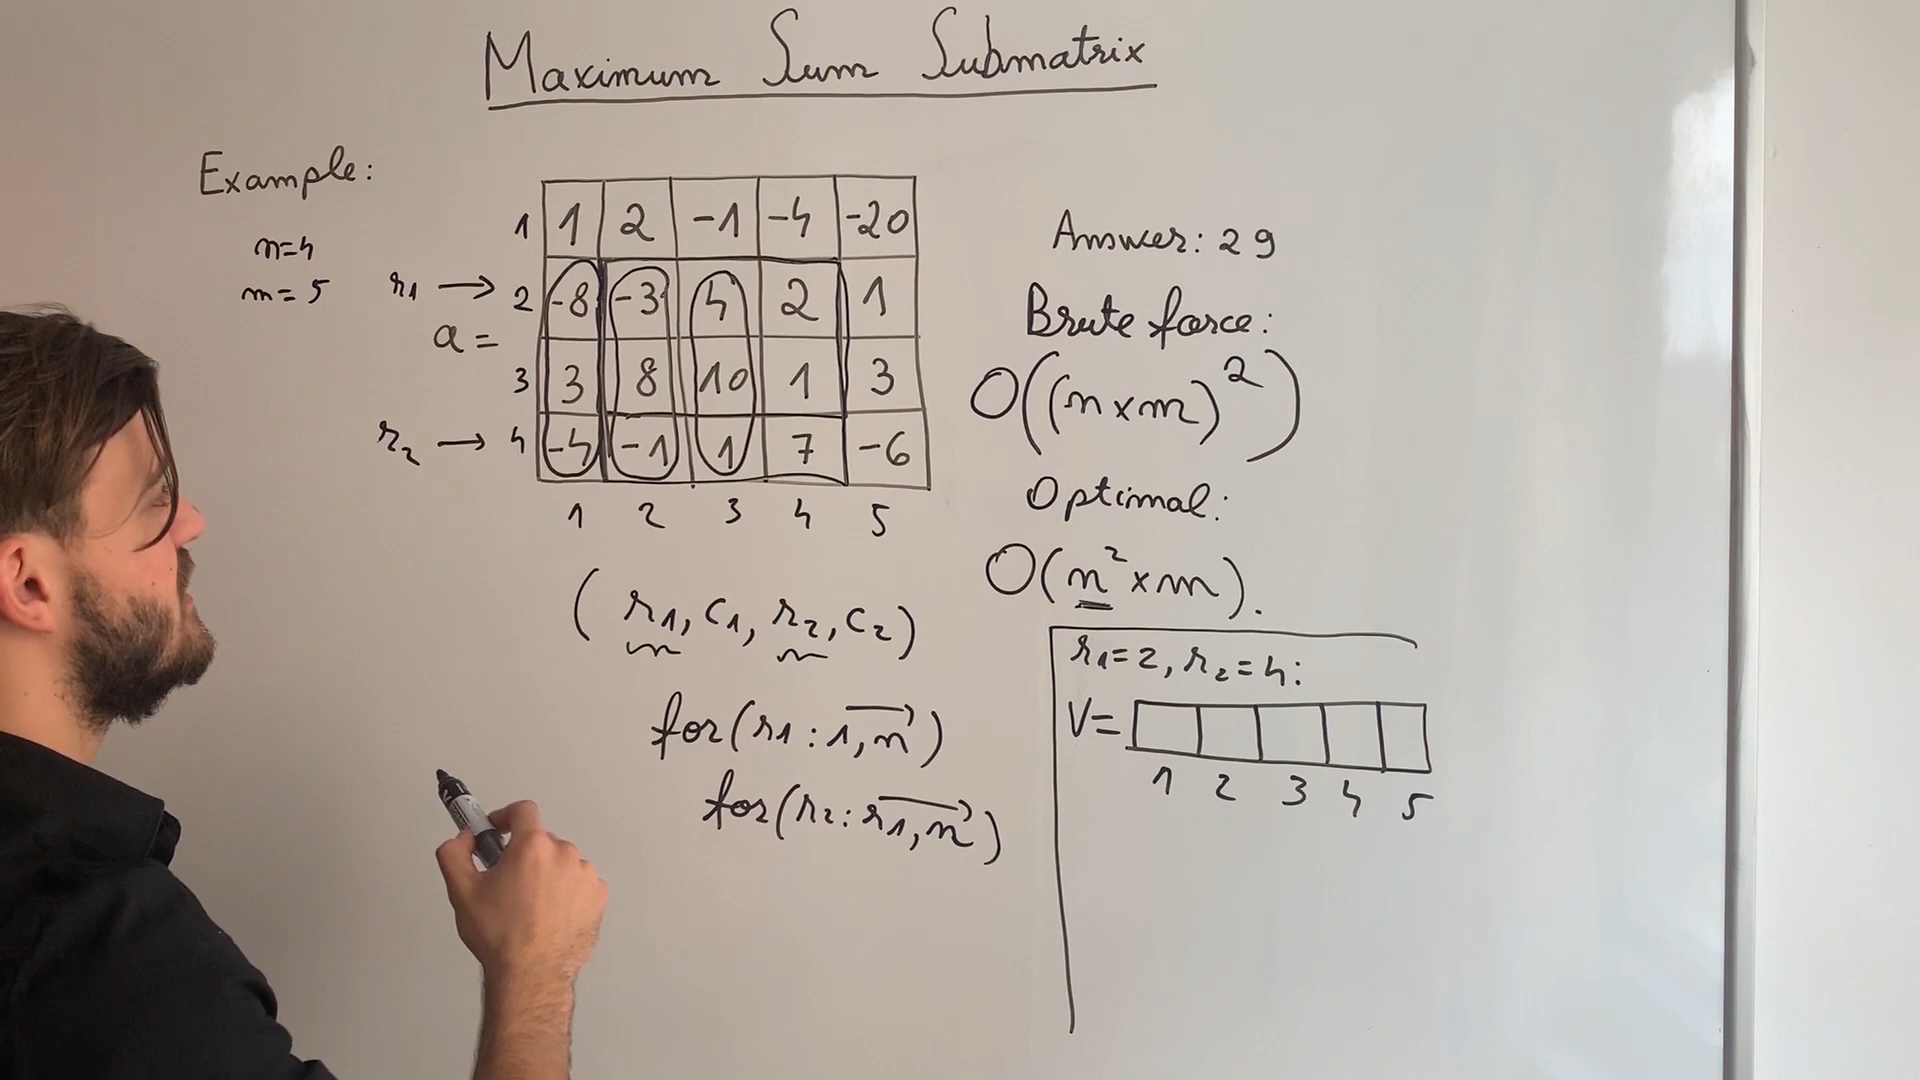 Maximum Sum Submatrix
Example:
n=4
m=5
a=
1 1 2 -1 -4 -20
r1 → 2 -8 -3 4 2 1
3 3 8 10 1 3
r2 → 4 -4 -1 1 7 -6
1 2 3 4 5
(r1, c1, r2, c2)
for(r1: 1,n)
for(r2: r1,n)
Answer: 29
Brute force:
O((n×m)²)
Optimal:
O(n²×m).
r1=2, r2=4:
V=
1 2 3 4 5